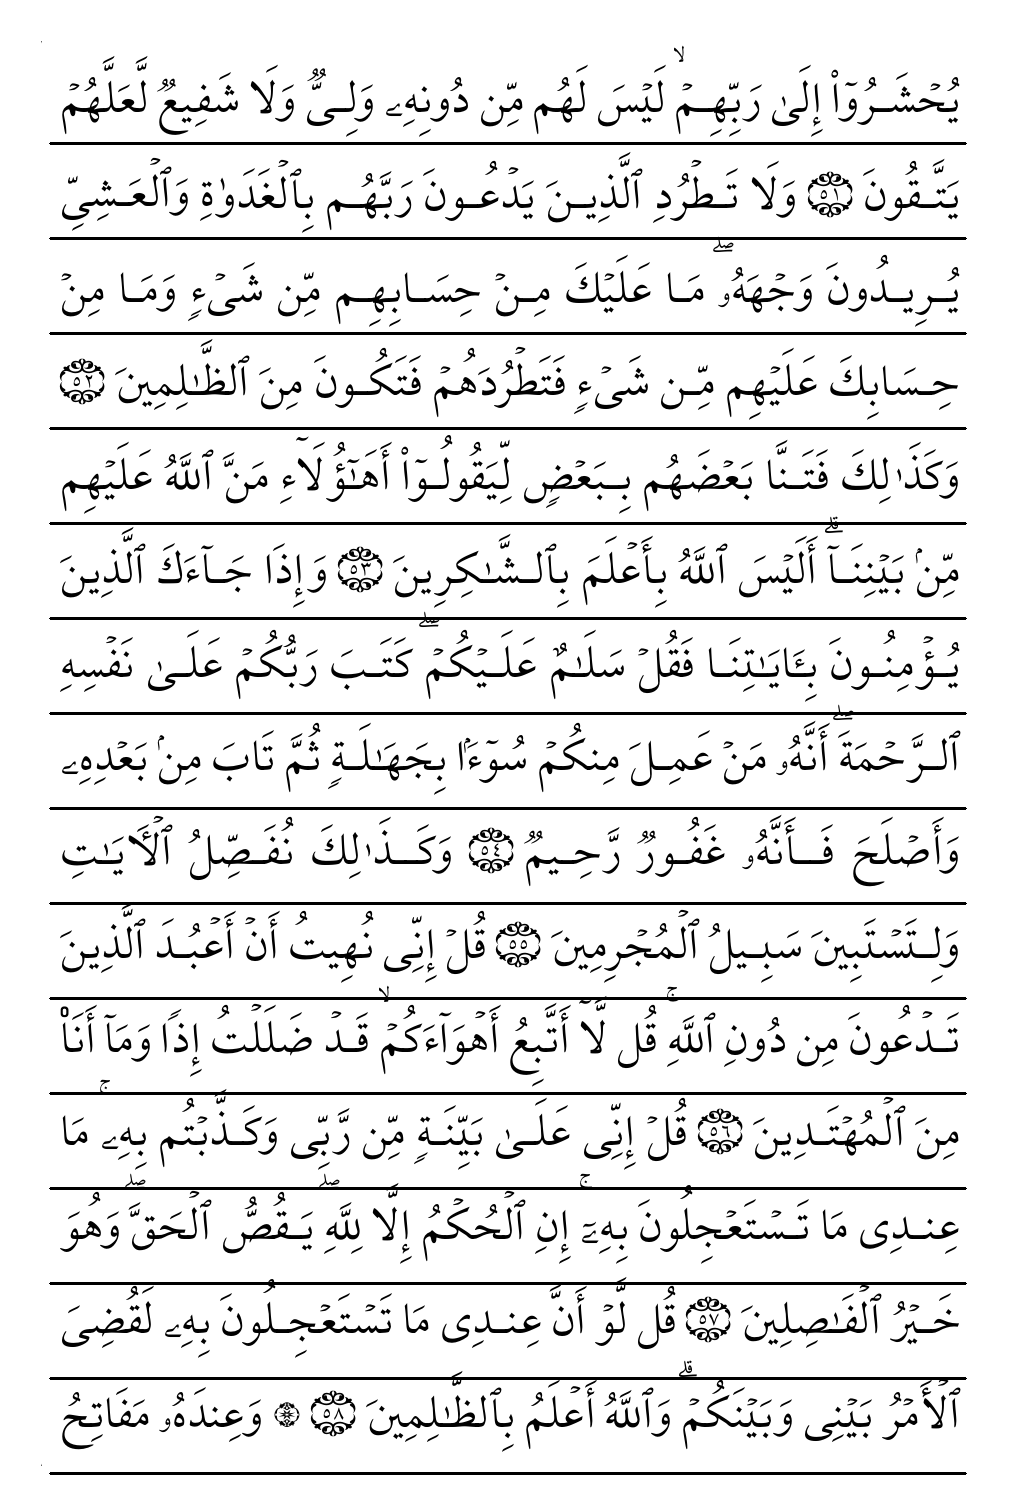 يُحْشَرُوٓا۟ إِلَىٰ رَبِّهِمْ ۙ لَيْسَ لَهُم مِّن دُونِهِۦ وَلِىٌّ وَلَا شَفِيعٌ لَّعَلَّهُمْ
يَتَّقُونَ ۝٥١ وَلَا تَطْرُدِ ٱلَّذِينَ يَدْعُونَ رَبَّهُم بِٱلْغَدَوٰةِ وَٱلْعَشِىِّ
يُرِيدُونَ وَجْهَهُۥ ۖ مَا عَلَيْكَ مِنْ حِسَابِهِم مِّن شَىْءٍ وَمَا مِنْ
حِسَابِكَ عَلَيْهِم مِّن شَىْءٍ فَتَطْرُدَهُمْ فَتَكُونَ مِنَ ٱلظَّـٰلِمِينَ ۝٥٢
وَكَذَٰلِكَ فَتَنَّا بَعْضَهُم بِبَعْضٍ لِّيَقُولُوٓا۟ أَهَـٰٓؤُلَآءِ مَنَّ ٱللَّهُ عَلَيْهِم
مِّنۢ بَيْنِنَآ ۗ أَلَيْسَ ٱللَّهُ بِأَعْلَمَ بِٱلشَّـٰكِرِينَ ۝٥٣ وَإِذَا جَآءَكَ ٱلَّذِينَ
يُؤْمِنُونَ بِـَٔايَـٰتِنَا فَقُلْ سَلَـٰمٌ عَلَيْكُمْ ۖ كَتَبَ رَبُّكُمْ عَلَىٰ نَفْسِهِ
ٱلرَّحْمَةَ ۖ أَنَّهُۥ مَنْ عَمِلَ مِنكُمْ سُوٓءًۢا بِجَهَـٰلَةٍ ثُمَّ تَابَ مِنۢ بَعْدِهِۦ
وَأَصْلَحَ فَأَنَّهُۥ غَفُورٌ رَّحِيمٌ ۝٥٤ وَكَذَٰلِكَ نُفَصِّلُ ٱلْـَٔايَـٰتِ
وَلِتَسْتَبِينَ سَبِيلُ ٱلْمُجْرِمِينَ ۝٥٥ قُلْ إِنِّى نُهِيتُ أَنْ أَعْبُدَ ٱلَّذِينَ
تَدْعُونَ مِن دُونِ ٱللَّهِ ۚ قُل لَّآ أَتَّبِعُ أَهْوَآءَكُمْ ۙ قَدْ ضَلَلْتُ إِذًا وَمَآ أَنَا۠
مِنَ ٱلْمُهْتَدِينَ ۝٥٦ قُلْ إِنِّى عَلَىٰ بَيِّنَةٍ مِّن رَّبِّى وَكَذَّبْتُم بِهِۦ ۚ مَا
عِندِى مَا تَسْتَعْجِلُونَ بِهِۦٓ ۚ إِنِ ٱلْحُكْمُ إِلَّا لِلَّهِ ۖ يَقُصُّ ٱلْحَقَّ ۖ وَهُوَ
خَيْرُ ٱلْفَـٰصِلِينَ ۝٥٧ قُل لَّوْ أَنَّ عِندِى مَا تَسْتَعْجِلُونَ بِهِۦ لَقُضِىَ
ٱلْأَمْرُ بَيْنِى وَبَيْنَكُمْ ۗ وَٱللَّهُ أَعْلَمُ بِٱلظَّـٰلِمِينَ ۝٥٨ ۞ وَعِندَهُۥ مَفَاتِحُ